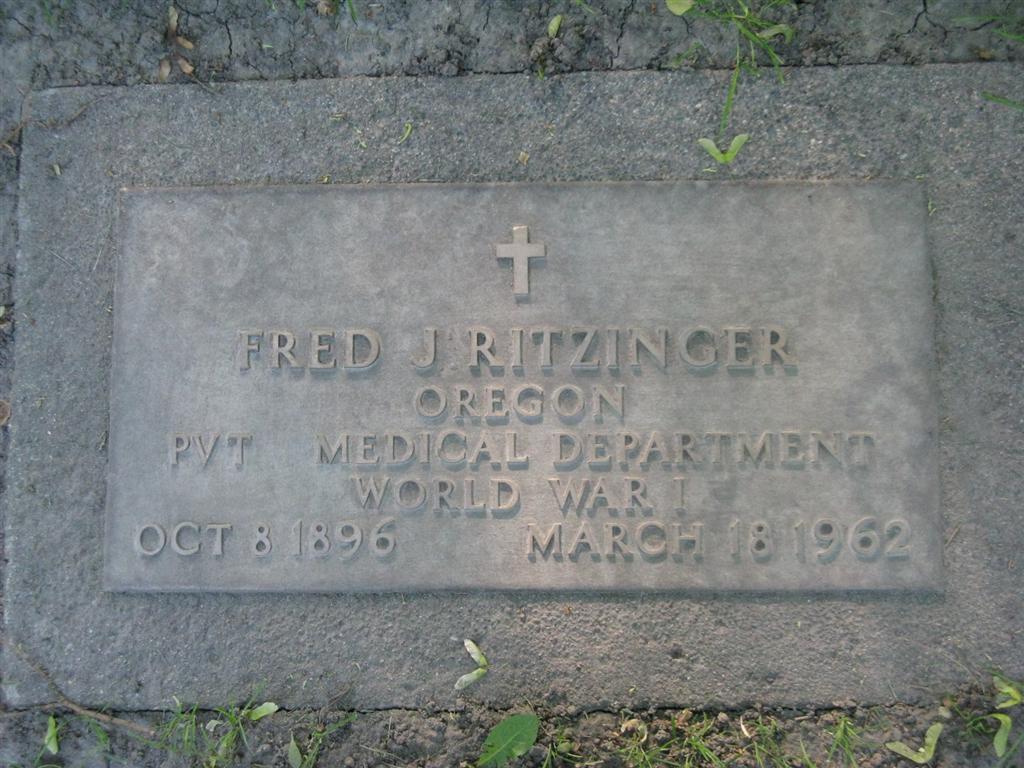 FRED J RITZINGER
OREGON
PVT MEDICAL DEPARTMENT
WORLD WAR I
OCT 8 1896 MARCH 18 1962